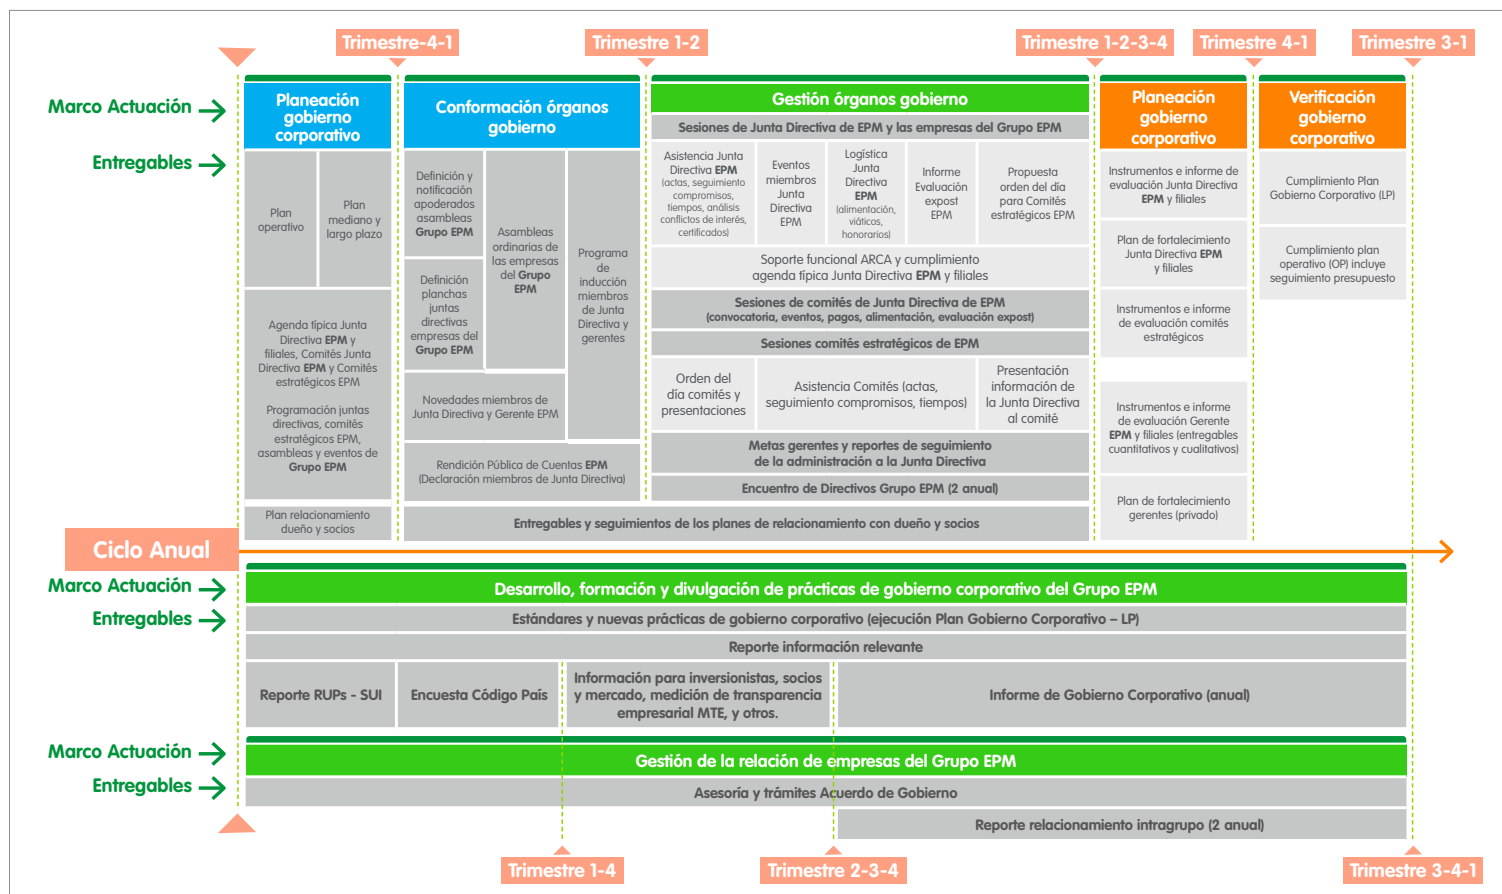 Trimestre-4-1
Trimestre 1-2
Trimestre 1-2-3-4
Trimestre 4-1
Trimestre 3-1
Marco Actuación
Planeación
gobierno
corporativo
Conformación órganos
gobierno
Gestión órganos gobierno
Planeación
gobierno
corporativo
Verificación
gobierno
corporativo
Entregables
Plan
operativo
Plan
mediano y
largo plazo
Agenda típica Junta
Directiva EPM y
filiales, Comités Junta
Directiva EPM y Comités
estratégicos EPM
Programación juntas
directivas, comités
estratégicos EPM,
asambleas y eventos de
Grupo EPM
Plan relacionamiento
dueño y socios
Definición y
notificación
apoderados
asambleas
Grupo EPM
Definición
planchas
juntas
directivas
empresas del
Grupo EPM
Asambleas
ordinarias de
las empresas
del Grupo
EPM
Programa
de
inducción
miembros
de Junta
Directiva y
gerentes
Novedades miembros de
Junta Directiva y Gerente EPM
Rendición Pública de Cuentas EPM
(Declaración miembros de Junta Directiva)
Sesiones de Junta Directiva de EPM y las empresas del Grupo EPM
Asistencia Junta
Directiva EPM
(actas, seguimiento
compromisos,
tiempos, análisis
conflictos de interés,
certificados)
Eventos
miembros
Junta
Directiva
EPM
Logística
Junta
Directiva
EPM
(alimentación,
viáticos,
honorarios)
Informe
Evaluación
expost
EPM
Propuesta
orden del día
para Comités
estratégicos EPM
Soporte funcional ARCA y cumplimiento
agenda típica Junta Directiva EPM y filiales
Sesiones de comités de Junta Directiva de EPM
(convocatoria, eventos, pagos, alimentación, evaluación expost)
Sesiones comités estratégicos de EPM
Orden del
día comités y
presentaciones
Asistencia Comités (actas,
seguimiento compromisos, tiempos)
Presentación
información de
la Junta Directiva
al comité
Metas gerentes y reportes de seguimiento
de la administración a la Junta Directiva
Encuentro de Directivos Grupo EPM (2 anual)
Entregables y seguimientos de los planes de relacionamiento con dueño y socios
Instrumentos e informe de
evaluación Junta Directiva
EPM y filiales
Plan de fortalecimiento
Junta Directiva EPM
y filiales
Instrumentos e informe
de evaluación comités
estratégicos
Instrumentos e informe
de evaluación Gerente
EPM y filiales (entregables
cuantitativos y cualitativos)
Plan de fortalecimiento
gerentes (privado)
Cumplimiento Plan
Gobierno Corporativo (LP)
Cumplimiento plan
operativo (OP) incluye
seguimiento presupuesto
Ciclo Anual
Marco Actuación
Desarrollo, formación y divulgación de prácticas de gobierno corporativo del Grupo EPM
Entregables
Estándares y nuevas prácticas de gobierno corporativo (ejecución Plan Gobierno Corporativo – LP)
Reporte información relevante
Reporte RUPs - SUI
Encuesta Código País
Información para inversionistas, socios
y mercado, medición de transparencia
empresarial MTE, y otros.
Informe de Gobierno Corporativo (anual)
Marco Actuación
Gestión de la relación de empresas del Grupo EPM
Entregables
Asesoría y trámites Acuerdo de Gobierno
Reporte relacionamiento intragrupo (2 anual)
Trimestre 1-4
Trimestre 2-3-4
Trimestre 3-4-1